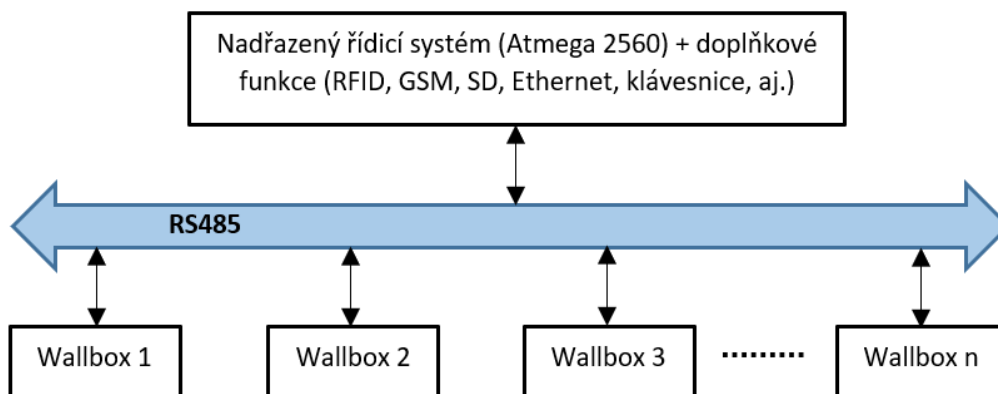 Nadřazený řídicí systém (Atmega 2560) + doplňkové
funkce (RFID, GSM, SD, Ethernet, klávesnice, aj.)
RS485
Wallbox 1
Wallbox 2
Wallbox 3
.........
Wallbox n